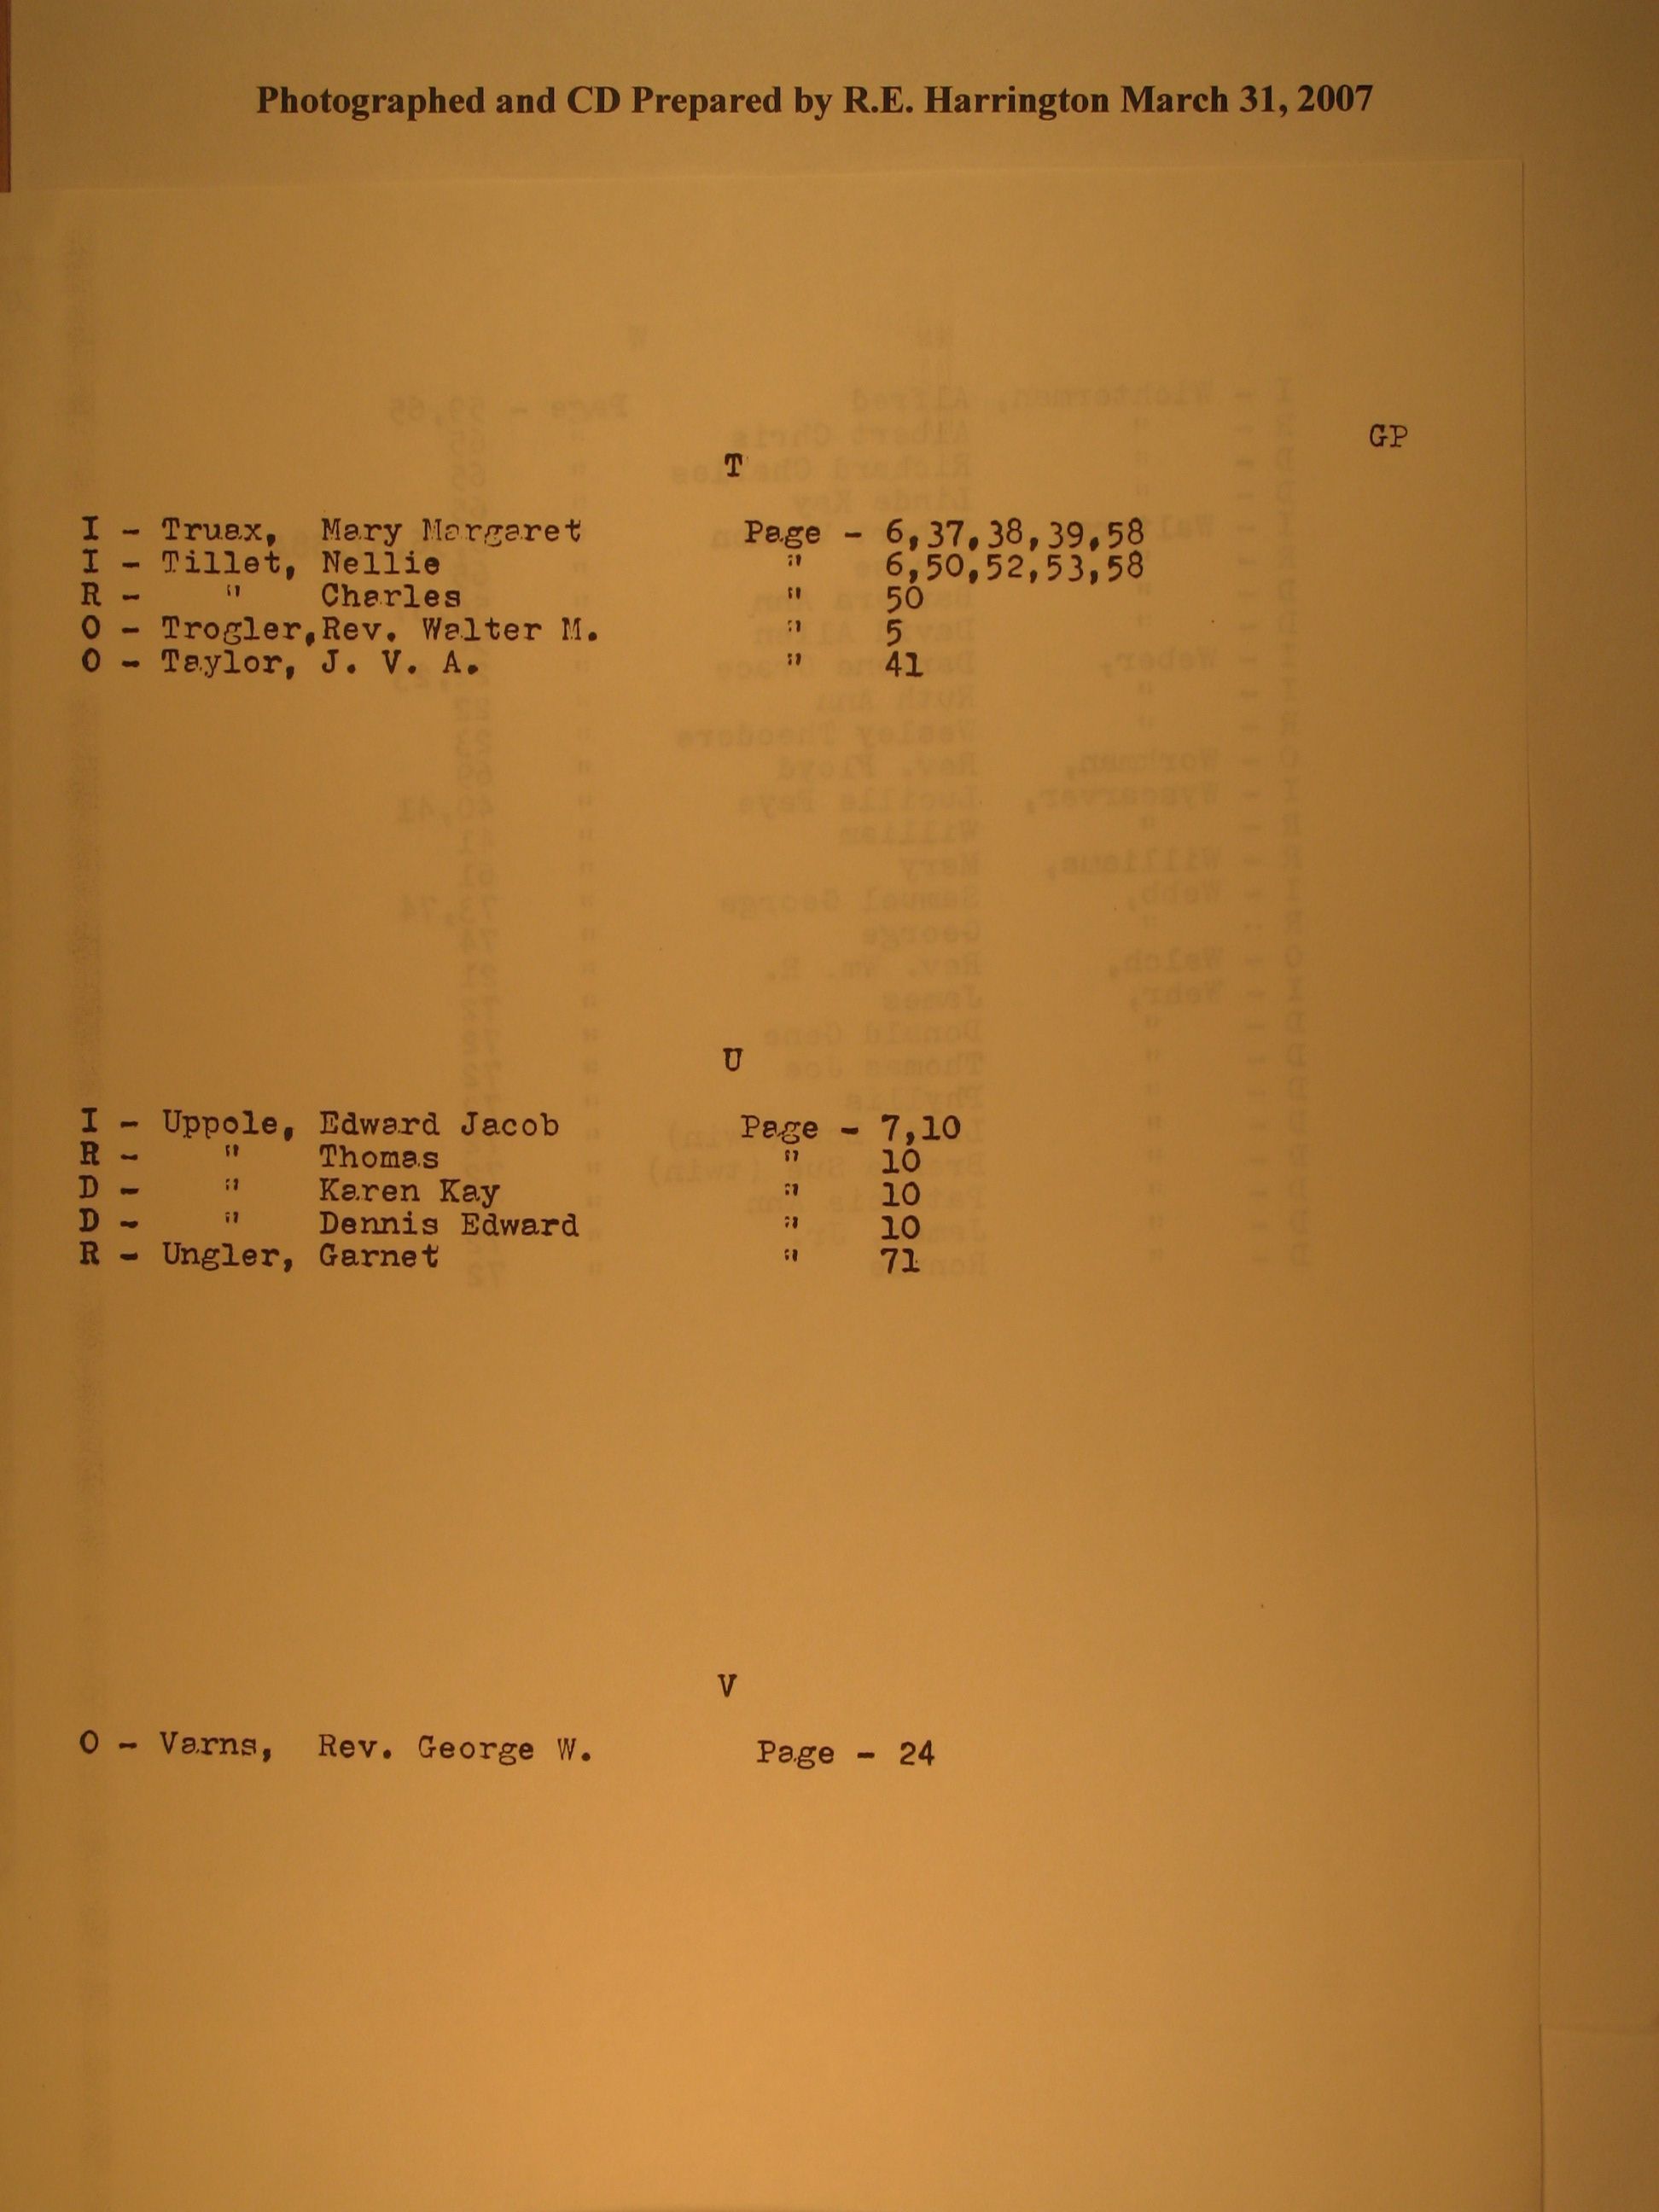 Photographed and CD Prepared by R.E. Harrington March 31, 2007
GP
T
I - Truax, Mary Margaret Page - 6,37,38,39,58
I - Tillet, Nellie " 6,50,52,53,58
R - " Charles " 50
O - Trogler,Rev. Walter M. " 5
O - Taylor, J. V. A. " 41
U
I - Uppole, Edward Jacob Page - 7,10
R - " Thomas " 10
D - " Karen Kay " 10
D - " Dennis Edward " 10
R - Ungler, Garnet " 71
V
O - Varns, Rev. George W. Page - 24